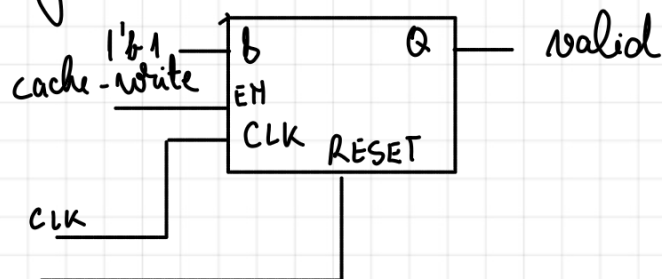 1'b1 D Q valid
cache-write
EN
CLK
RESET
CLK